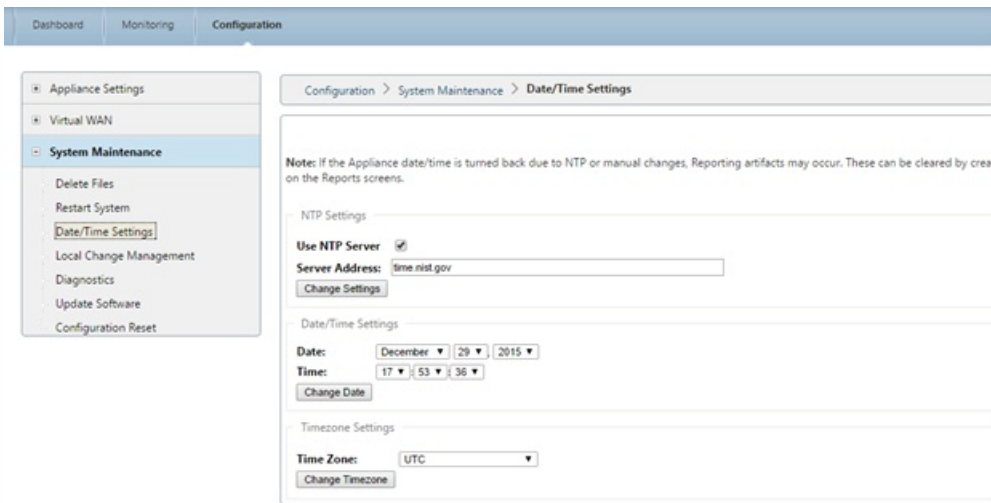 Dashboard Monitoring Configuration
Appliance Settings
Virtual WAN
System Maintenance
Delete Files
Restart System
Date/Time Settings
Local Change Management
Diagnostics
Update Software
Configuration Reset
Configuration > System Maintenance > Date/Time Settings
Note: If the Appliance date/time is turned back due to NTP or manual changes, Reporting artifacts may occur. These can be cleared by crea
on the Reports screens.
NTP Settings
Use NTP Server
Server Address: time.nist.gov
Change Settings
Date/Time Settings
Date: December 29, 2015
Time: 17 : 53 : 36
Change Date
Timezone Settings
Time Zone: UTC
Change Timezone